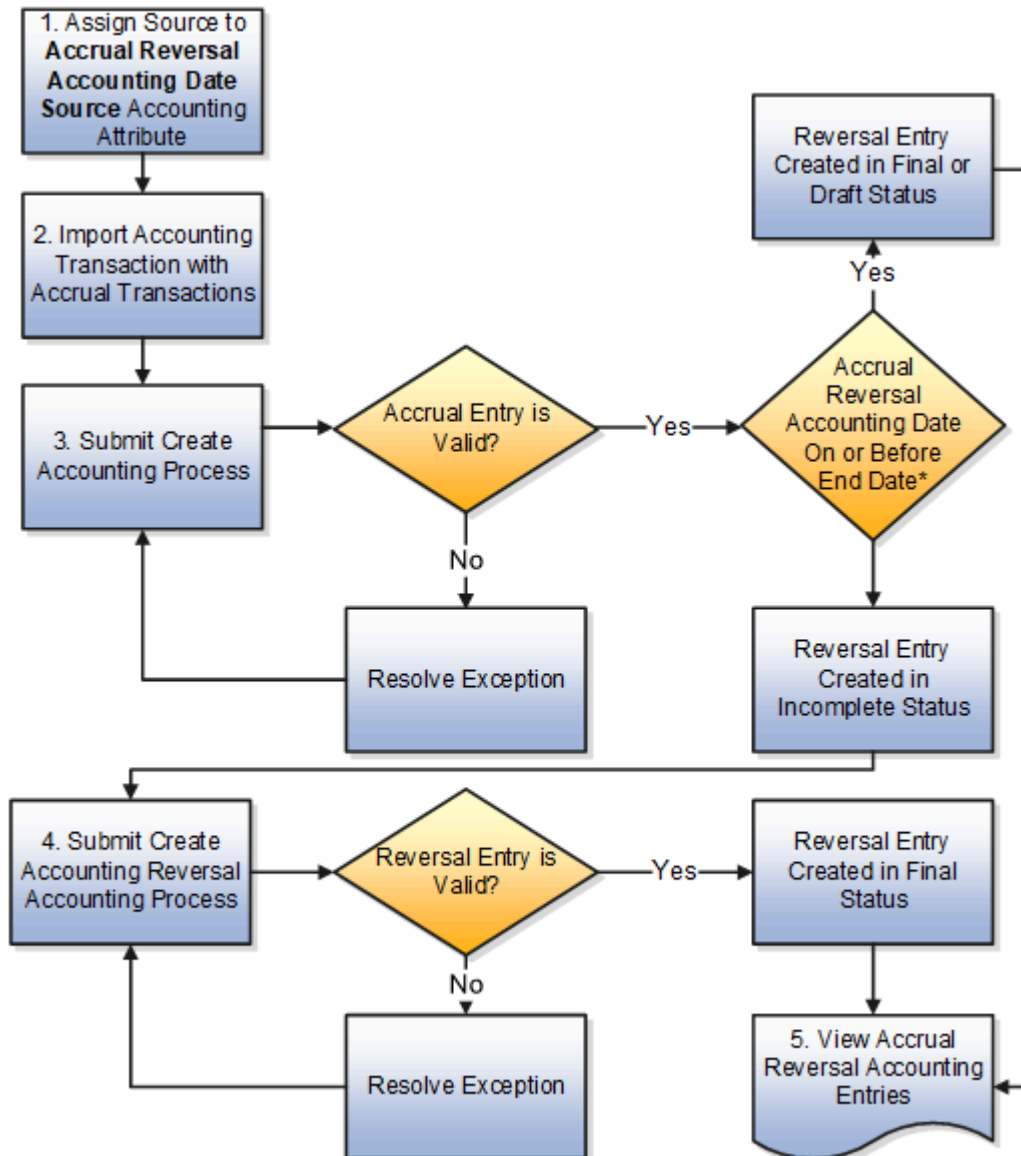 1. Assign Source to
Accrual Reversal
Accounting Date
Source Accounting
Attribute
2. Import Accounting
Transaction with
Accrual Transactions
3. Submit Create
Accounting Process
Accrual Entry is
Valid?
Yes
No
Resolve Exception
Accrual
Reversal
Accounting Date
On or Before
End Date*
Yes
Reversal Entry
Created in Final or
Draft Status
Reversal Entry
Created in
Incomplete Status
4. Submit Create
Accounting Reversal
Accounting Process
Reversal Entry is
Valid?
Yes
No
Resolve Exception
Reversal Entry
Created in Final
Status
5. View Accrual
Reversal Accounting
Entries